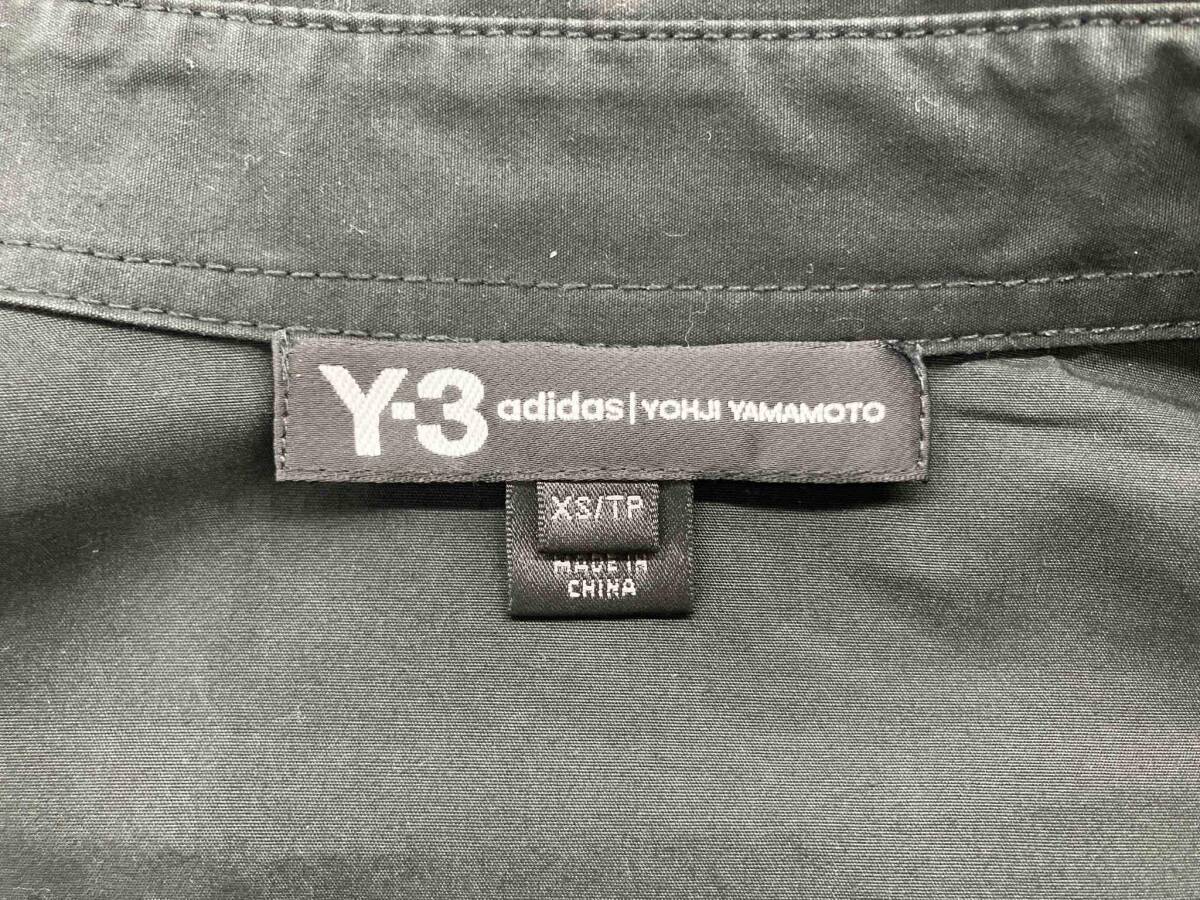 Y-3 adidas | YOHJI YAMAMOTO
XS/TP
MADE IN
CHINA